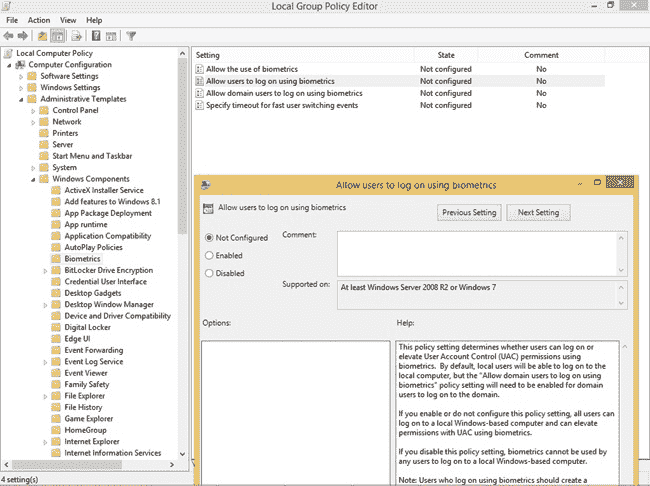 Local Group Policy Editor
File Action View Help
Local Computer Policy
Computer Configuration
Software Settings
Windows Settings
Administrative Templates
Control Panel
Network
Printers
Server
Start Menu and Taskbar
System
Windows Components
ActiveX Installer Service
Add features to Windows 8.1
App Package Deployment
App runtime
Application Compatibility
AutoPlay Policies
Biometrics
BitLocker Drive Encryption
Credential User Interface
Desktop Gadgets
Desktop Window Manager
Device and Driver Compatibility
Digital Locker
Edge UI
Event Forwarding
Event Log Service
Event Viewer
Family Safety
File Explorer
File History
Game Explorer
HomeGroup
Internet Explorer
Internet Information Services
4 setting(s)
Setting State Comment
Allow the use of biometrics Not configured No
Allow users to log on using biometrics Not configured No
Allow domain users to log on using biometrics Not configured No
Specify timeout for fast user switching events Not configured No
Allow users to log on using biometrics
Allow users to log on using biometrics
Previous Setting Next Setting
Not Configured
Enabled
Disabled
Comment:
Supported on: At least Windows Server 2008 R2 or Windows 7
Options: Help:
This policy setting determines whether users can log on or
elevate User Account Control (UAC) permissions using
biometrics. By default, local users will be able to log on to the
local computer, but the "Allow domain users to log on using
biometrics" policy setting will need to be enabled for domain
users to log on to the domain.
If you enable or do not configure this policy setting, all users can
log on to a local Windows-based computer and can elevate
permissions with UAC using biometrics.
If you disable this policy setting, biometrics cannot be used by
any users to log on to a local Windows-based computer.
Note: Users who log on using biometrics should create a